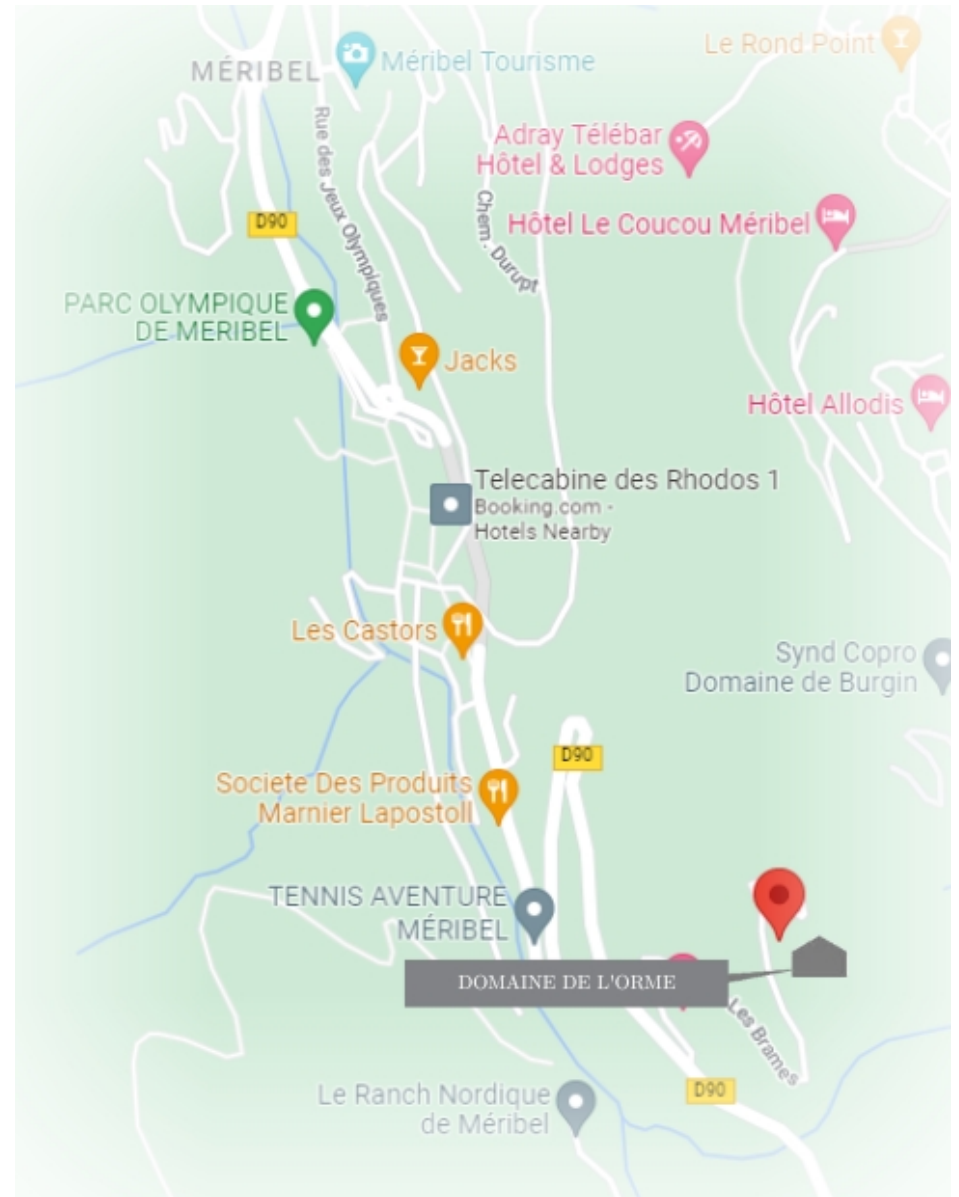 Le Rond Point
MÉRIBEL
Méribel Tourisme
Rue des Jeux Olympiques
Adray Télébar
Hôtel & Lodges
Chem. Durupt
Hôtel Le Coucou Méribel
D90
PARC OLYMPIQUE
DE MERIBEL
Jacks
Hôtel Allodis
Telecabine des Rhodos 1
Booking.com -
Hotels Nearby
Les Castors
Synd Copro
Domaine de Burgin
D90
Societe Des Produits
Marnier Lapostoll
TENNIS AVENTURE
MÉRIBEL
DOMAINE DE L'ORME
Les Brames
Le Ranch Nordique
de Méribel
D90